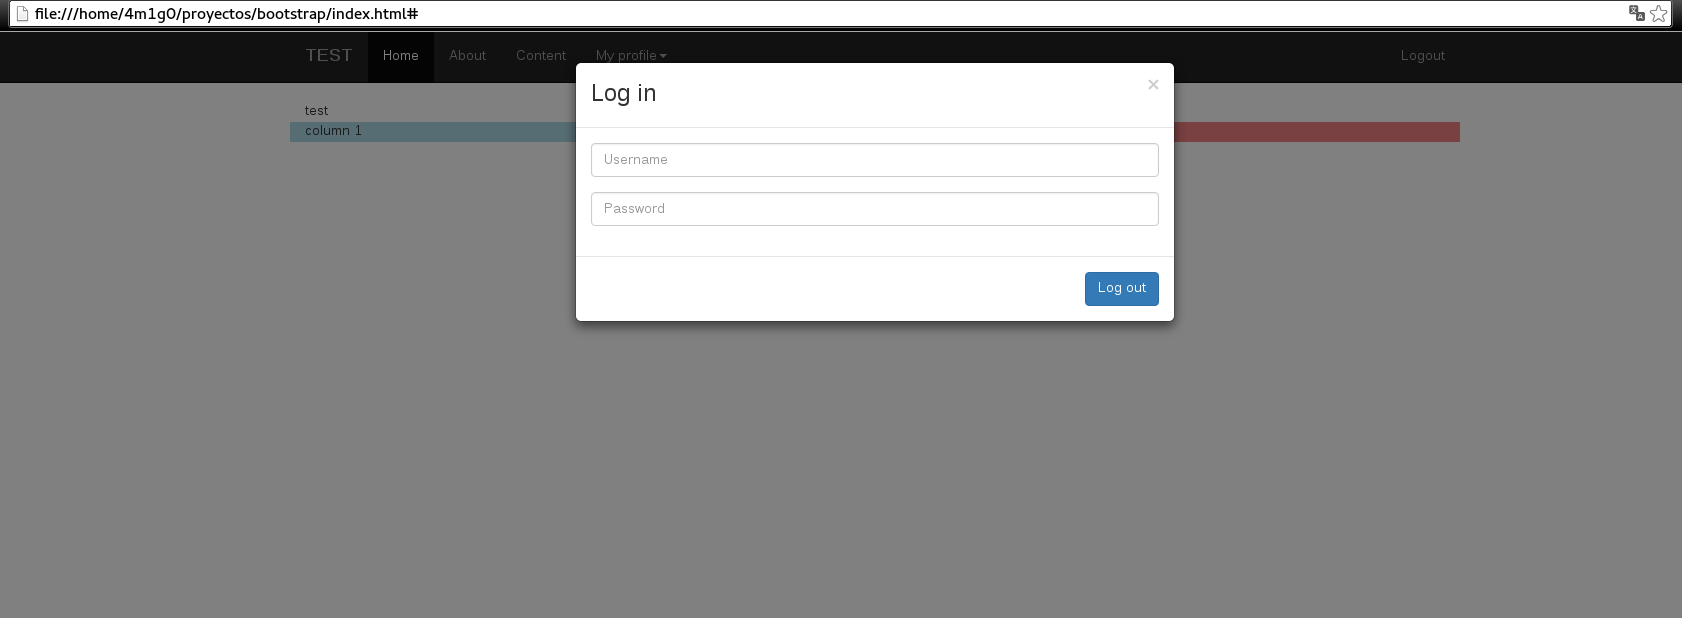 file:///home/4m1g0/proyectos/bootstrap/index.html#
TEST Home About Content My profile Logout
Log in ×
test
column 1
Username
Password
Log out